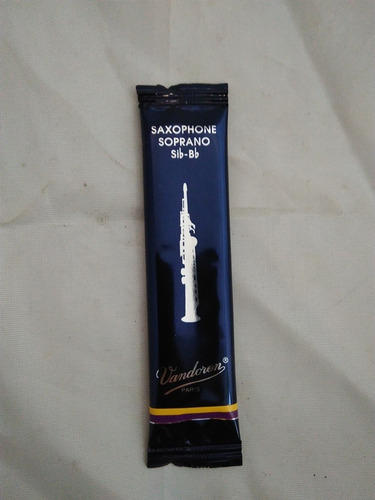 SAXOPHONE
SOPRANO
Sib-Bb
Vandoren®
PARIS